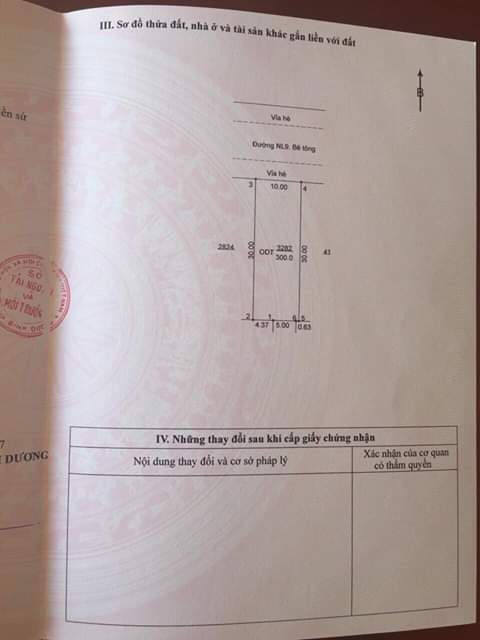 III. Sơ đồ thửa đất, nhà ở và tài sản khác gắn liền với đất
B
ền sứ
Vỉa hè
Đường NL9: Bê tông
Vỉa hè
3 10.00 4
2824 30.00 ODT 3282 30.00 41
300.0
SỞ
TÀI NGU
VÀ
MÔI TRƯỜNG
2 1 6 5
4.37 5.00 0.63
7
I DƯƠNG
IV. Những thay đổi sau khi cấp giấy chứng nhận
Nội dung thay đổi và cơ sở pháp lý
Xác nhận của cơ quan
có thẩm quyền